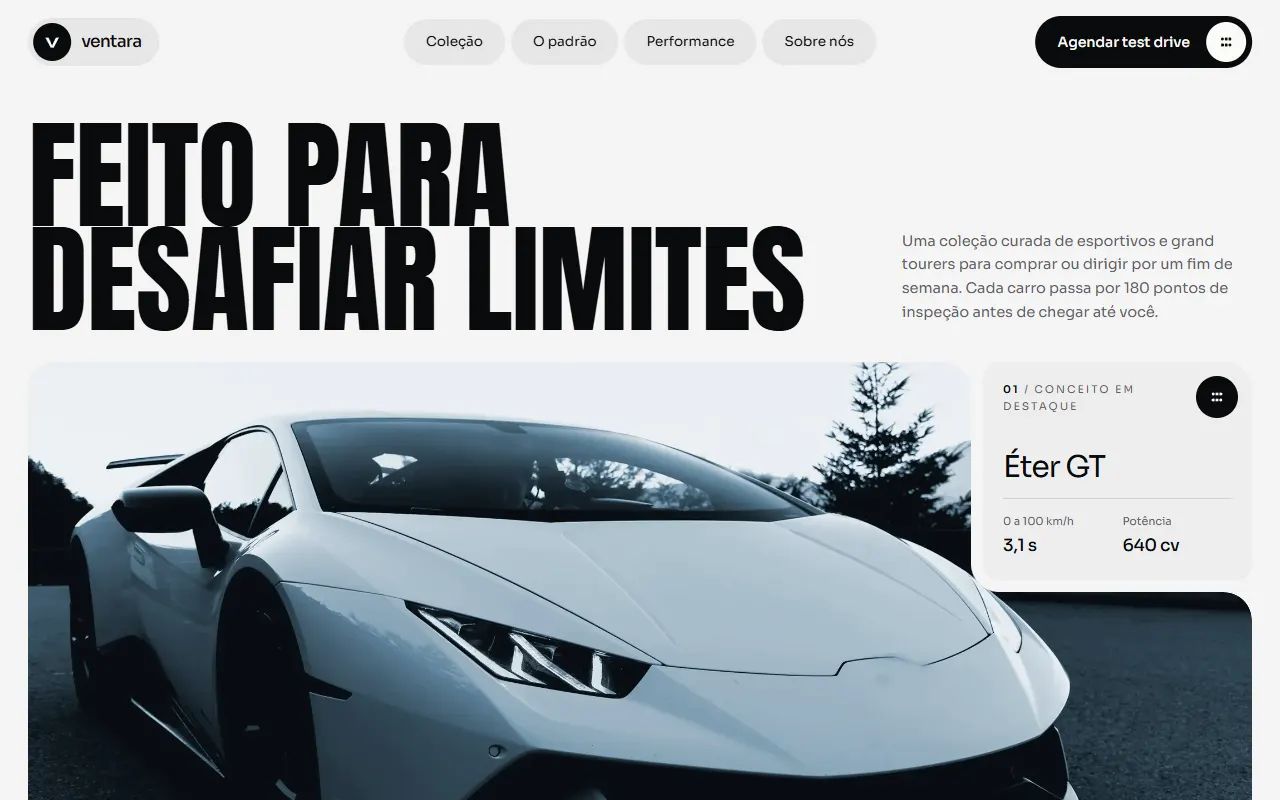 ventara
Coleção
O padrão
Performance
Sobre nós
Agendar test drive
FEITO PARA
DESAFIAR LIMITES
Uma coleção curada de esportivos e grand
tourers para comprar ou dirigir por um fim de
semana. Cada carro passa por 180 pontos de
inspeção antes de chegar até você.
01 / CONCEITO EM
DESTAQUE
Éter GT
0 a 100 km/h
Potência
3,1 s
640 cv